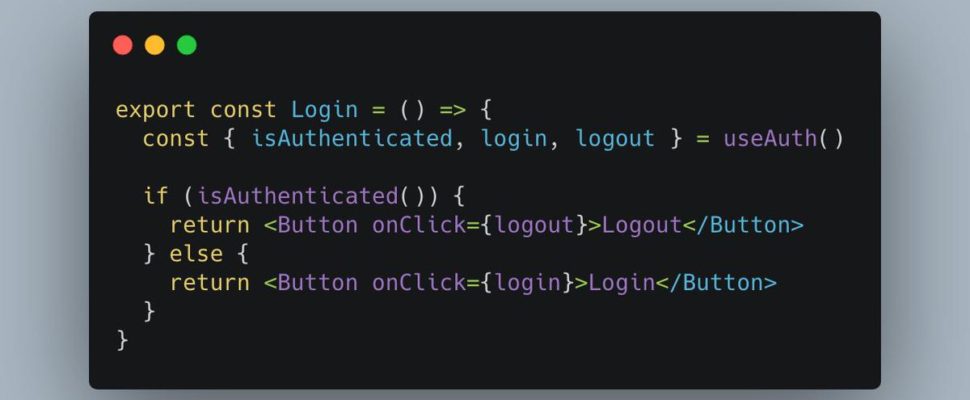 export const Login = () => {
  const { isAuthenticated, login, logout } = useAuth()
  if (isAuthenticated()) {
    return <Button onClick={logout}>Logout</Button>
  } else {
    return <Button onClick={login}>Login</Button>
  }
}